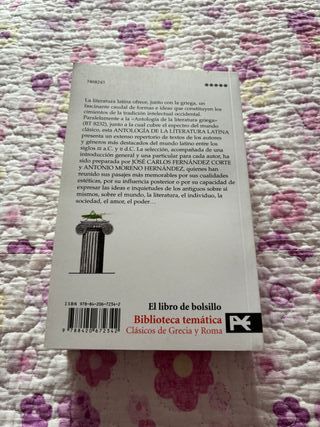 7468243
*****
La literatura latina ofrece, junto con la griega, un
fascinante caudal de formas e ideas que constituyen los
cimientos de la tradición intelectual occidental.
Paralelamente a la «Antología de la literatura griega»
(BT 8232), junto a la cual cubre el espectro del mundo
clásico, esta ANTOLOGÍA DE LA LITERATURA LATINA
presenta un extenso repertorio de textos de los autores
y géneros más destacados del mundo latino entre los
siglos III a.C. y II d.C. La selección, acompañada de una
introducción general y una particular para cada autor, ha
sido preparada por JOSÉ CARLOS FERNÁNDEZ CORTE
y ANTONIO MORENO HERNÁNDEZ, quienes han
reunido sus pasajes más memorables por sus cualidades
estéticas, por su influencia posterior o por su capacidad de
expresar las ideas e inquietudes de los antiguos sobre sí
mismos, sobre el mundo, la literatura, el individuo, la
sociedad, el amor, el poder...
ISBN 978-84-206-7234-2
9 788420 672342
El libro de bolsillo
Biblioteca temática
Clásicos de Grecia y Roma